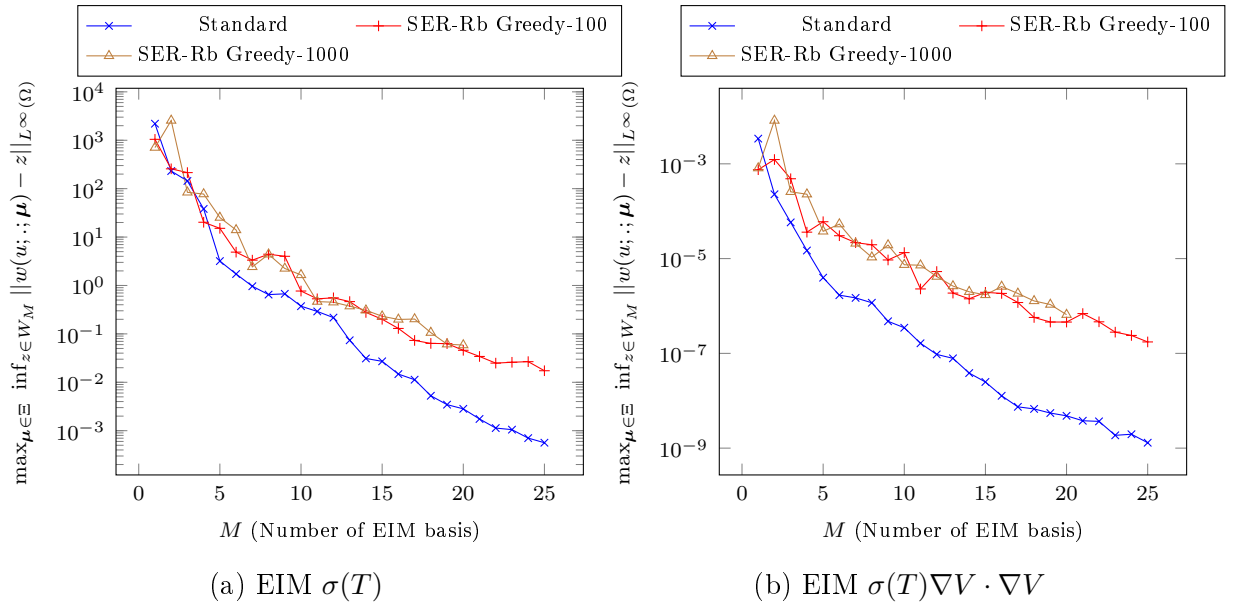 Standard
SER-Rb Greedy-100
SER-Rb Greedy-1000
10^4
10^3
10^2
10^1
10^0
10^−1
10^−2
10^−3
max_{μ∈Ξ} inf_{z∈W_M} ||w(u; ·; μ) − z||_{L^∞(Ω)}
0 5 10 15 20 25
M (Number of EIM basis)
(a) EIM σ(T)
Standard
SER-Rb Greedy-100
SER-Rb Greedy-1000
10^−3
10^−5
10^−7
10^−9
max_{μ∈Ξ} inf_{z∈W_M} ||w(u; ·; μ) − z||_{L^∞(Ω)}
0 5 10 15 20 25
M (Number of EIM basis)
(b) EIM σ(T)∇V · ∇V